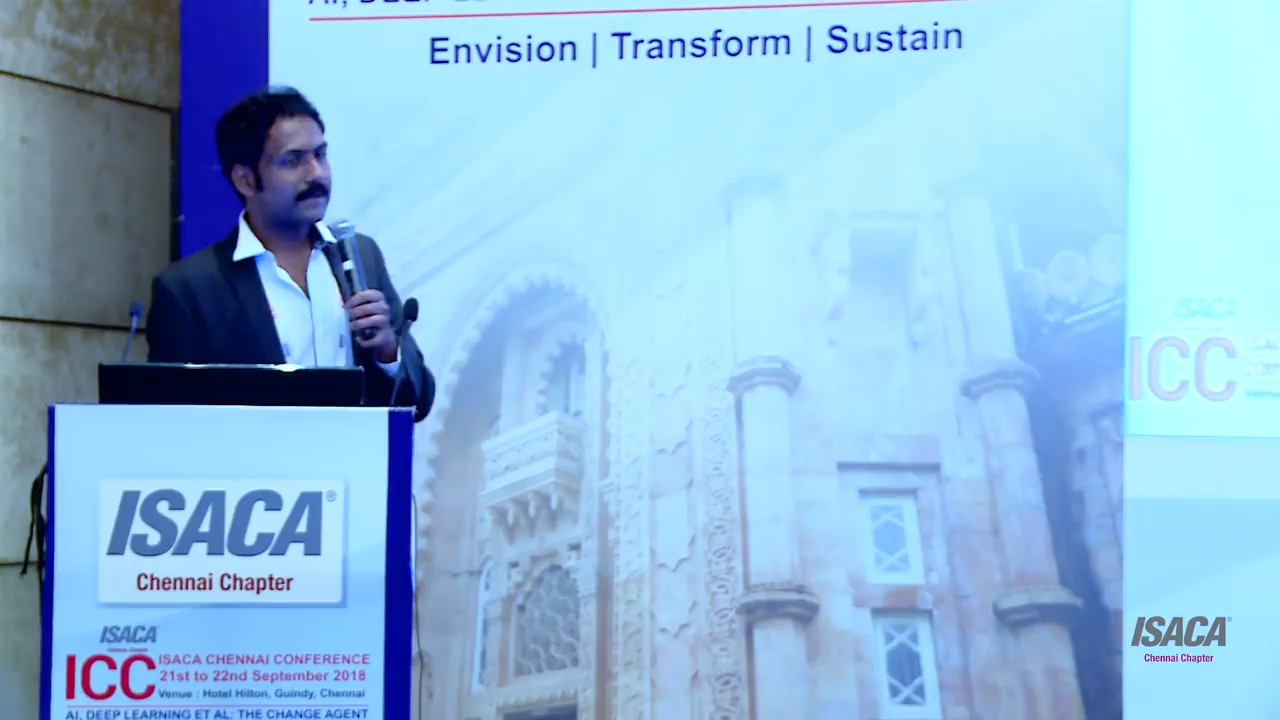 Envision | Transform | Sustain
ISACA
ICC
ISACA®
Chennai Chapter
ISACA
ICC ISACA CHENNAI CONFERENCE
21st to 22nd September 2018
Venue : Hotel Hilton, Guindy, Chennai
AI, DEEP LEARNING ET AL: THE CHANGE AGENT
ISACA®
Chennai Chapter